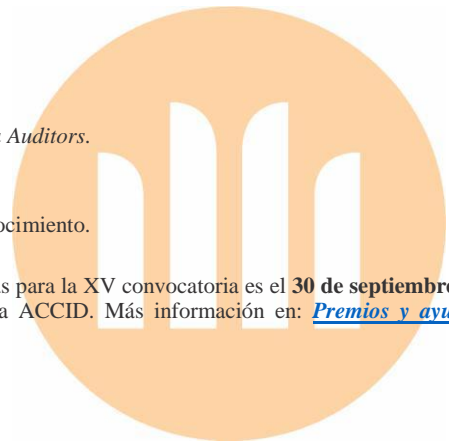 Auditors.
ocimiento.
s para la XV convocatoria es el 30 de septiembre
a ACCID. Más información en: Premios y ayu